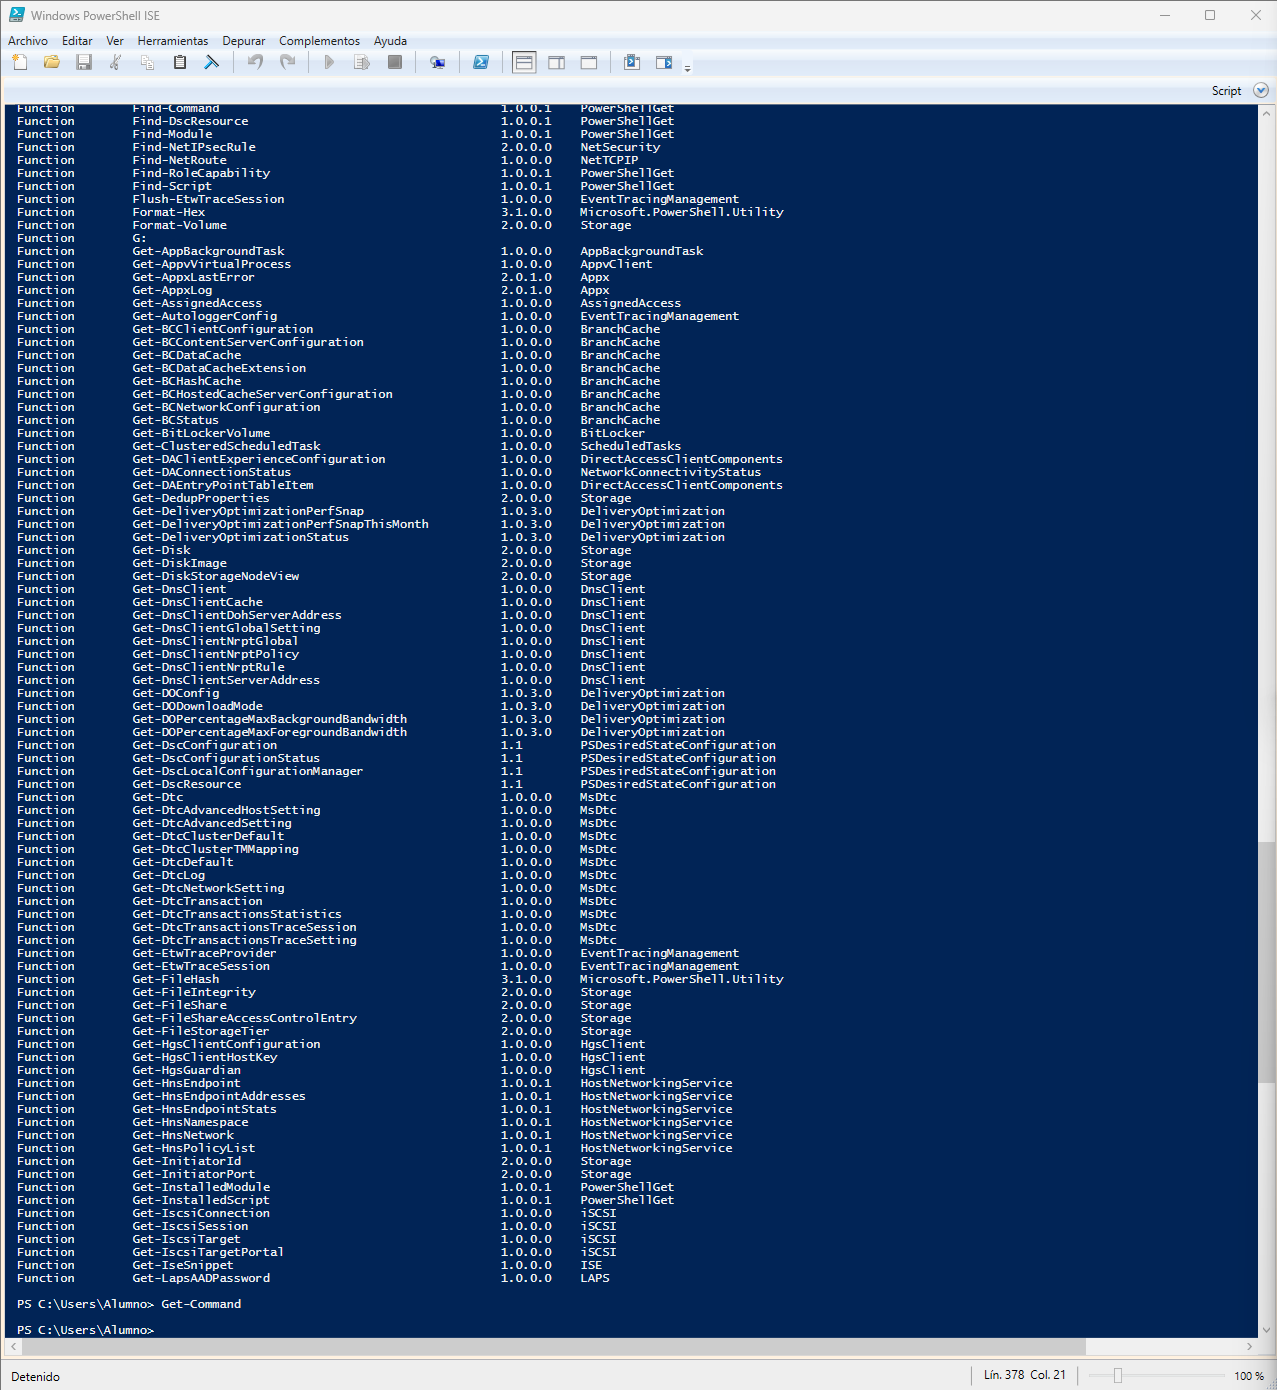 Windows PowerShell ISE
Archivo Editar Ver Herramientas Depurar Complementos Ayuda
Script
Function Find-Command 1.0.0.1 PowerShellGet
Function Find-DscResource 1.0.0.1 PowerShellGet
Function Find-Module 1.0.0.1 PowerShellGet
Function Find-NetIPsecRule 2.0.0.0 NetSecurity
Function Find-NetRoute 1.0.0.0 NetTCPIP
Function Find-RoleCapability 1.0.0.1 PowerShellGet
Function Find-Script 1.0.0.1 PowerShellGet
Function Flush-EtwTraceSession 1.0.0.0 EventTracingManagement
Function Format-Hex 3.1.0.0 Microsoft.PowerShell.Utility
Function Format-Volume 2.0.0.0 Storage
Function G:
Function Get-AppBackgroundTask 1.0.0.0 AppBackgroundTask
Function Get-AppvVirtualProcess 1.0.0.0 AppvClient
Function Get-AppxLastError 2.0.1.0 Appx
Function Get-AppxLog 2.0.1.0 Appx
Function Get-AssignedAccess 1.0.0.0 AssignedAccess
Function Get-AutologgerConfig 1.0.0.0 EventTracingManagement
Function Get-BCClientConfiguration 1.0.0.0 BranchCache
Function Get-BCContentServerConfiguration 1.0.0.0 BranchCache
Function Get-BCDataCache 1.0.0.0 BranchCache
Function Get-BCDataCacheExtension 1.0.0.0 BranchCache
Function Get-BCHashCache 1.0.0.0 BranchCache
Function Get-BCHostedCacheServerConfiguration 1.0.0.0 BranchCache
Function Get-BCNetworkConfiguration 1.0.0.0 BranchCache
Function Get-BCStatus 1.0.0.0 BranchCache
Function Get-BitLockerVolume 1.0.0.0 BitLocker
Function Get-ClusteredScheduledTask 1.0.0.0 ScheduledTasks
Function Get-DAClientExperienceConfiguration 1.0.0.0 DirectAccessClientComponents
Function Get-DAConnectionStatus 1.0.0.0 NetworkConnectivityStatus
Function Get-DAEntryPointTableItem 1.0.0.0 DirectAccessClientComponents
Function Get-DedupProperties 2.0.0.0 Storage
Function Get-DeliveryOptimizationPerfSnap 1.0.3.0 DeliveryOptimization
Function Get-DeliveryOptimizationPerfSnapThisMonth 1.0.3.0 DeliveryOptimization
Function Get-DeliveryOptimizationStatus 1.0.3.0 DeliveryOptimization
Function Get-Disk 2.0.0.0 Storage
Function Get-DiskImage 2.0.0.0 Storage
Function Get-DiskStorageNodeView 2.0.0.0 Storage
Function Get-DnsClient 1.0.0.0 DnsClient
Function Get-DnsClientCache 1.0.0.0 DnsClient
Function Get-DnsClientDohServerAddress 1.0.0.0 DnsClient
Function Get-DnsClientGlobalSetting 1.0.0.0 DnsClient
Function Get-DnsClientNrptGlobal 1.0.0.0 DnsClient
Function Get-DnsClientNrptPolicy 1.0.0.0 DnsClient
Function Get-DnsClientNrptRule 1.0.0.0 DnsClient
Function Get-DnsClientServerAddress 1.0.0.0 DnsClient
Function Get-DOConfig 1.0.3.0 DeliveryOptimization
Function Get-DODownloadMode 1.0.3.0 DeliveryOptimization
Function Get-DOPercentageMaxBackgroundBandwidth 1.0.3.0 DeliveryOptimization
Function Get-DOPercentageMaxForegroundBandwidth 1.0.3.0 DeliveryOptimization
Function Get-DscConfiguration 1.1 PSDesiredStateConfiguration
Function Get-DscConfigurationStatus 1.1 PSDesiredStateConfiguration
Function Get-DscLocalConfigurationManager 1.1 PSDesiredStateConfiguration
Function Get-DscResource 1.1 PSDesiredStateConfiguration
Function Get-Dtc 1.0.0.0 MsDtc
Function Get-DtcAdvancedHostSetting 1.0.0.0 MsDtc
Function Get-DtcAdvancedSetting 1.0.0.0 MsDtc
Function Get-DtcClusterDefault 1.0.0.0 MsDtc
Function Get-DtcClusterTMMapping 1.0.0.0 MsDtc
Function Get-DtcDefault 1.0.0.0 MsDtc
Function Get-DtcLog 1.0.0.0 MsDtc
Function Get-DtcNetworkSetting 1.0.0.0 MsDtc
Function Get-DtcTransaction 1.0.0.0 MsDtc
Function Get-DtcTransactionsStatistics 1.0.0.0 MsDtc
Function Get-DtcTransactionsTraceSession 1.0.0.0 MsDtc
Function Get-DtcTransactionsTraceSetting 1.0.0.0 MsDtc
Function Get-EtwTraceProvider 1.0.0.0 EventTracingManagement
Function Get-EtwTraceSession 1.0.0.0 EventTracingManagement
Function Get-FileHash 3.1.0.0 Microsoft.PowerShell.Utility
Function Get-FileIntegrity 2.0.0.0 Storage
Function Get-FileShare 2.0.0.0 Storage
Function Get-FileShareAccessControlEntry 2.0.0.0 Storage
Function Get-FileStorageTier 2.0.0.0 Storage
Function Get-HgsClientConfiguration 1.0.0.0 HgsClient
Function Get-HgsClientHostKey 1.0.0.0 HgsClient
Function Get-HgsGuardian 1.0.0.0 HgsClient
Function Get-HnsEndpoint 1.0.0.1 HostNetworkingService
Function Get-HnsEndpointAddresses 1.0.0.1 HostNetworkingService
Function Get-HnsEndpointStats 1.0.0.1 HostNetworkingService
Function Get-HnsNamespace 1.0.0.1 HostNetworkingService
Function Get-HnsNetwork 1.0.0.1 HostNetworkingService
Function Get-HnsPolicyList 1.0.0.1 HostNetworkingService
Function Get-InitiatorId 2.0.0.0 Storage
Function Get-InitiatorPort 2.0.0.0 Storage
Function Get-InstalledModule 1.0.0.1 PowerShellGet
Function Get-InstalledScript 1.0.0.1 PowerShellGet
Function Get-IscsiConnection 1.0.0.0 iSCSI
Function Get-IscsiSession 1.0.0.0 iSCSI
Function Get-IscsiTarget 1.0.0.0 iSCSI
Function Get-IscsiTargetPortal 1.0.0.0 iSCSI
Function Get-IseSnippet 1.0.0.0 ISE
Function Get-LapsAADPassword 1.0.0.0 LAPS
PS C:\Users\Alumno> Get-Command
PS C:\Users\Alumno>
Detenido Lín. 378 Col. 21 100 %